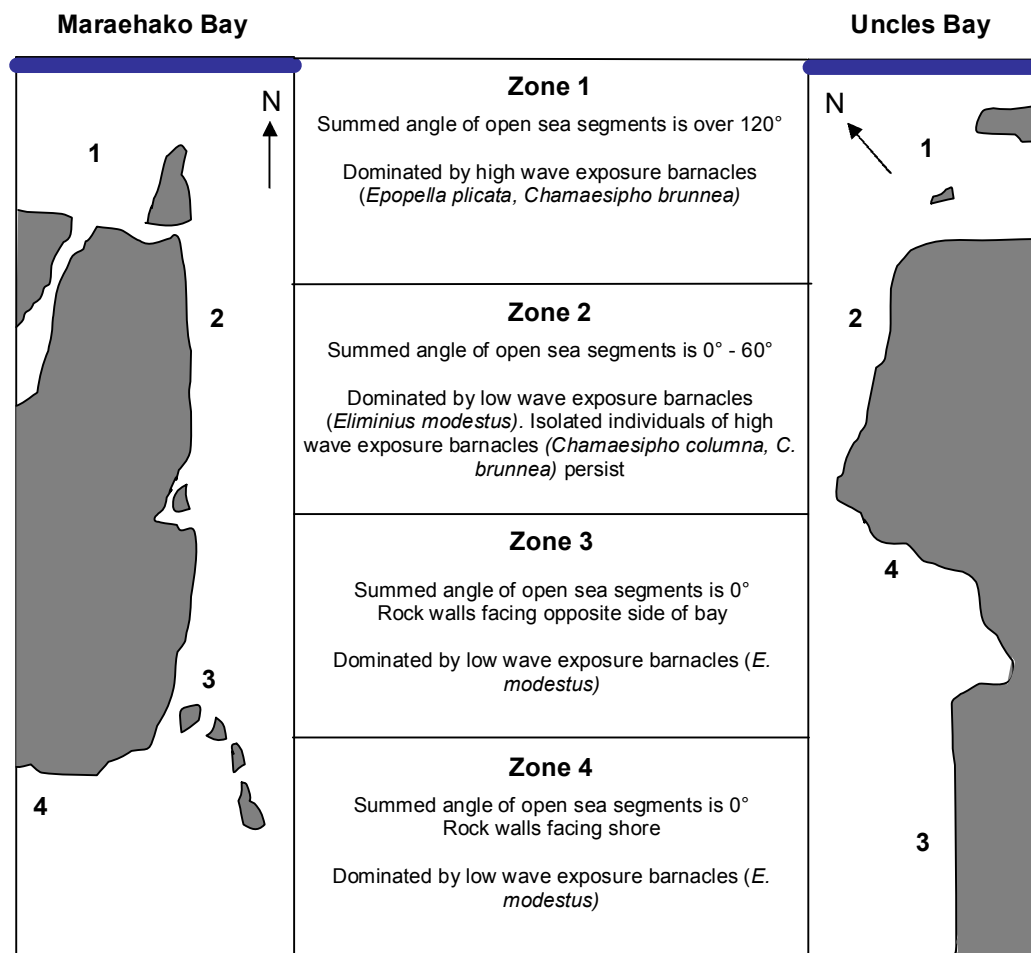 Maraehako Bay
Uncles Bay
N
1
2
3
4
Zone 1
Summed angle of open sea segments is over 120°
Dominated by high wave exposure barnacles
(Epopella plicata, Chamaesipho brunnea)
Zone 2
Summed angle of open sea segments is 0° - 60°
Dominated by low wave exposure barnacles
(Eliminius modestus). Isolated individuals of high
wave exposure barnacles (Chamaesipho columna, C.
brunnea) persist
Zone 3
Summed angle of open sea segments is 0°
Rock walls facing opposite side of bay
Dominated by low wave exposure barnacles (E.
modestus)
Zone 4
Summed angle of open sea segments is 0°
Rock walls facing shore
Dominated by low wave exposure barnacles (E.
modestus)
N
1
2
4
3